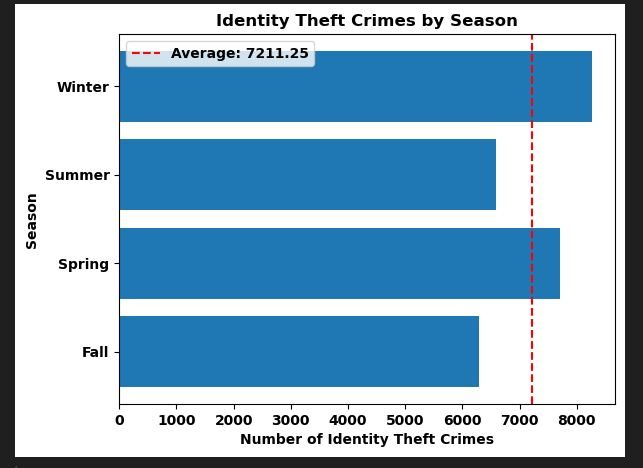 Identity Theft Crimes by Season
Average: 7211.25
Season
Winter
Summer
Spring
Fall
0 1000 2000 3000 4000 5000 6000 7000 8000
Number of Identity Theft Crimes